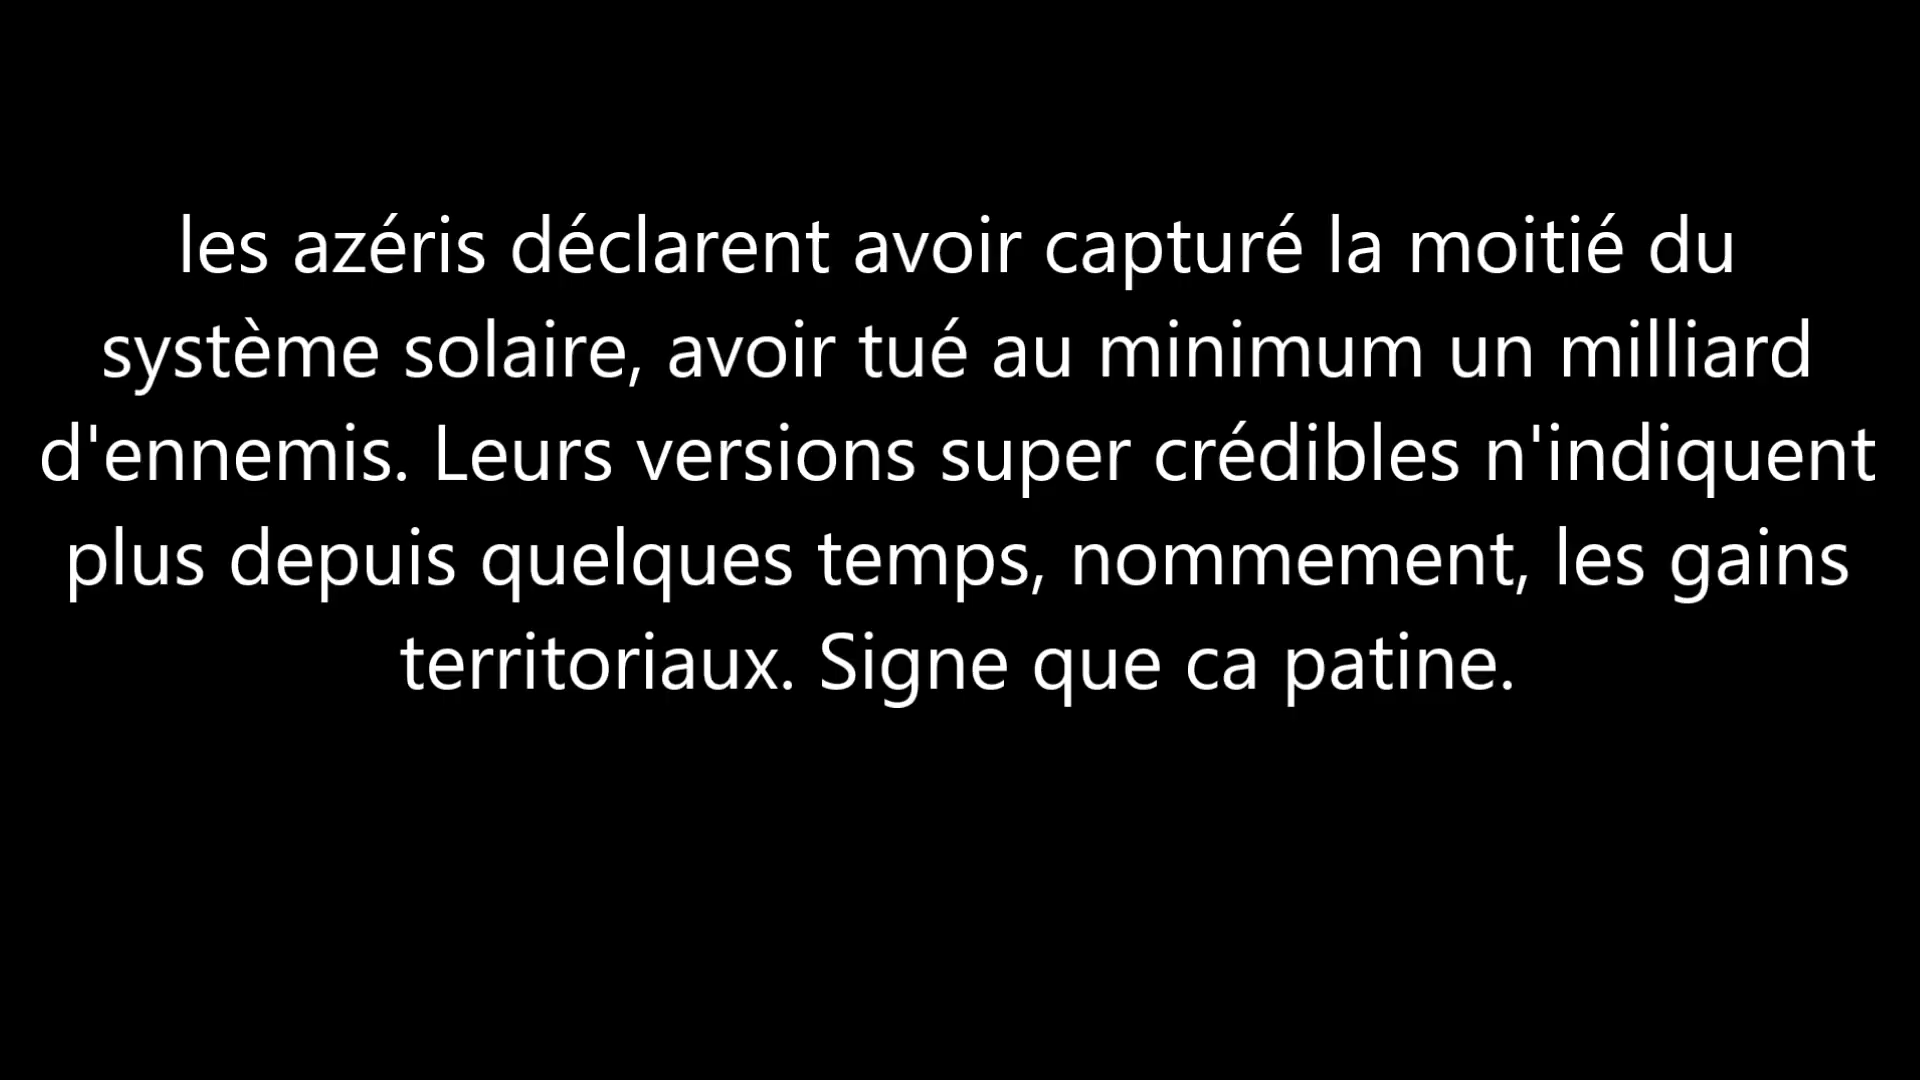 les azéris déclarent avoir capturé la moitié du
système solaire, avoir tué au minimum un milliard
d'ennemis. Leurs versions super crédibles n'indiquent
plus depuis quelques temps, nommement, les gains
territoriaux. Signe que ca patine.